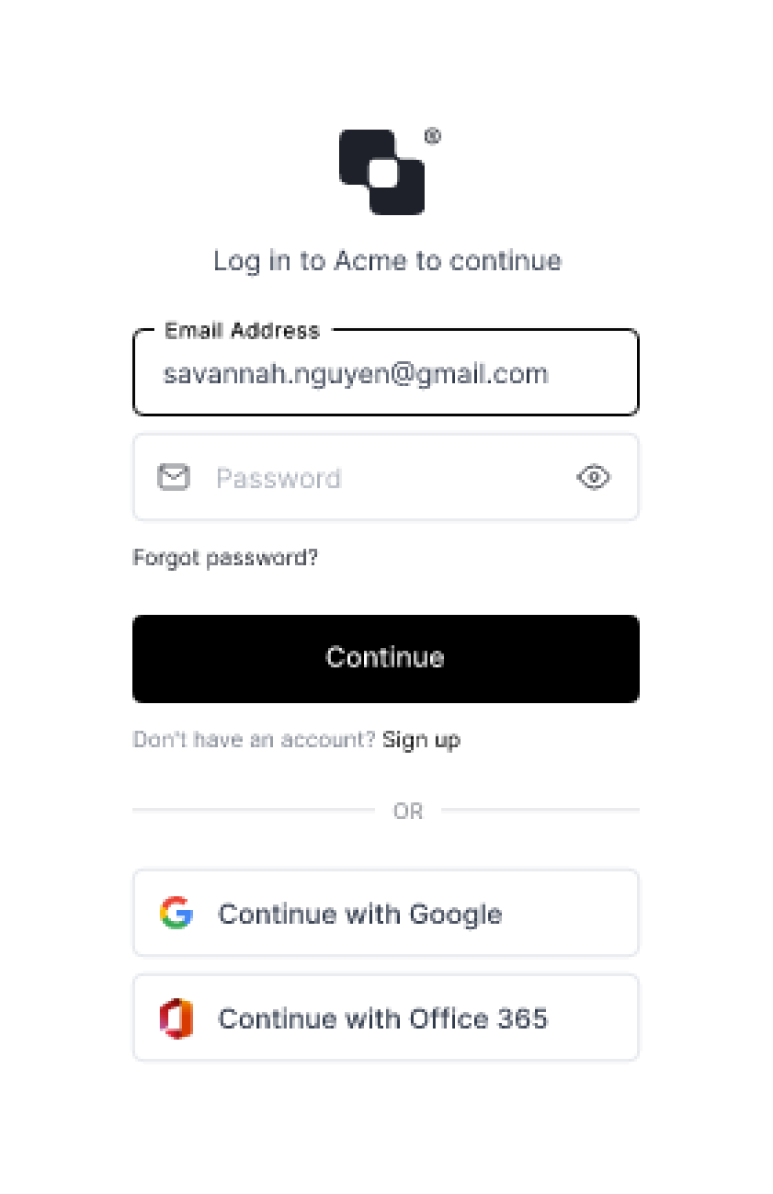 ®
Log in to Acme to continue
Email Address
savannah.nguyen@gmail.com
Password
Forgot password?
Continue
Don't have an account? Sign up
OR
Continue with Google
Continue with Office 365